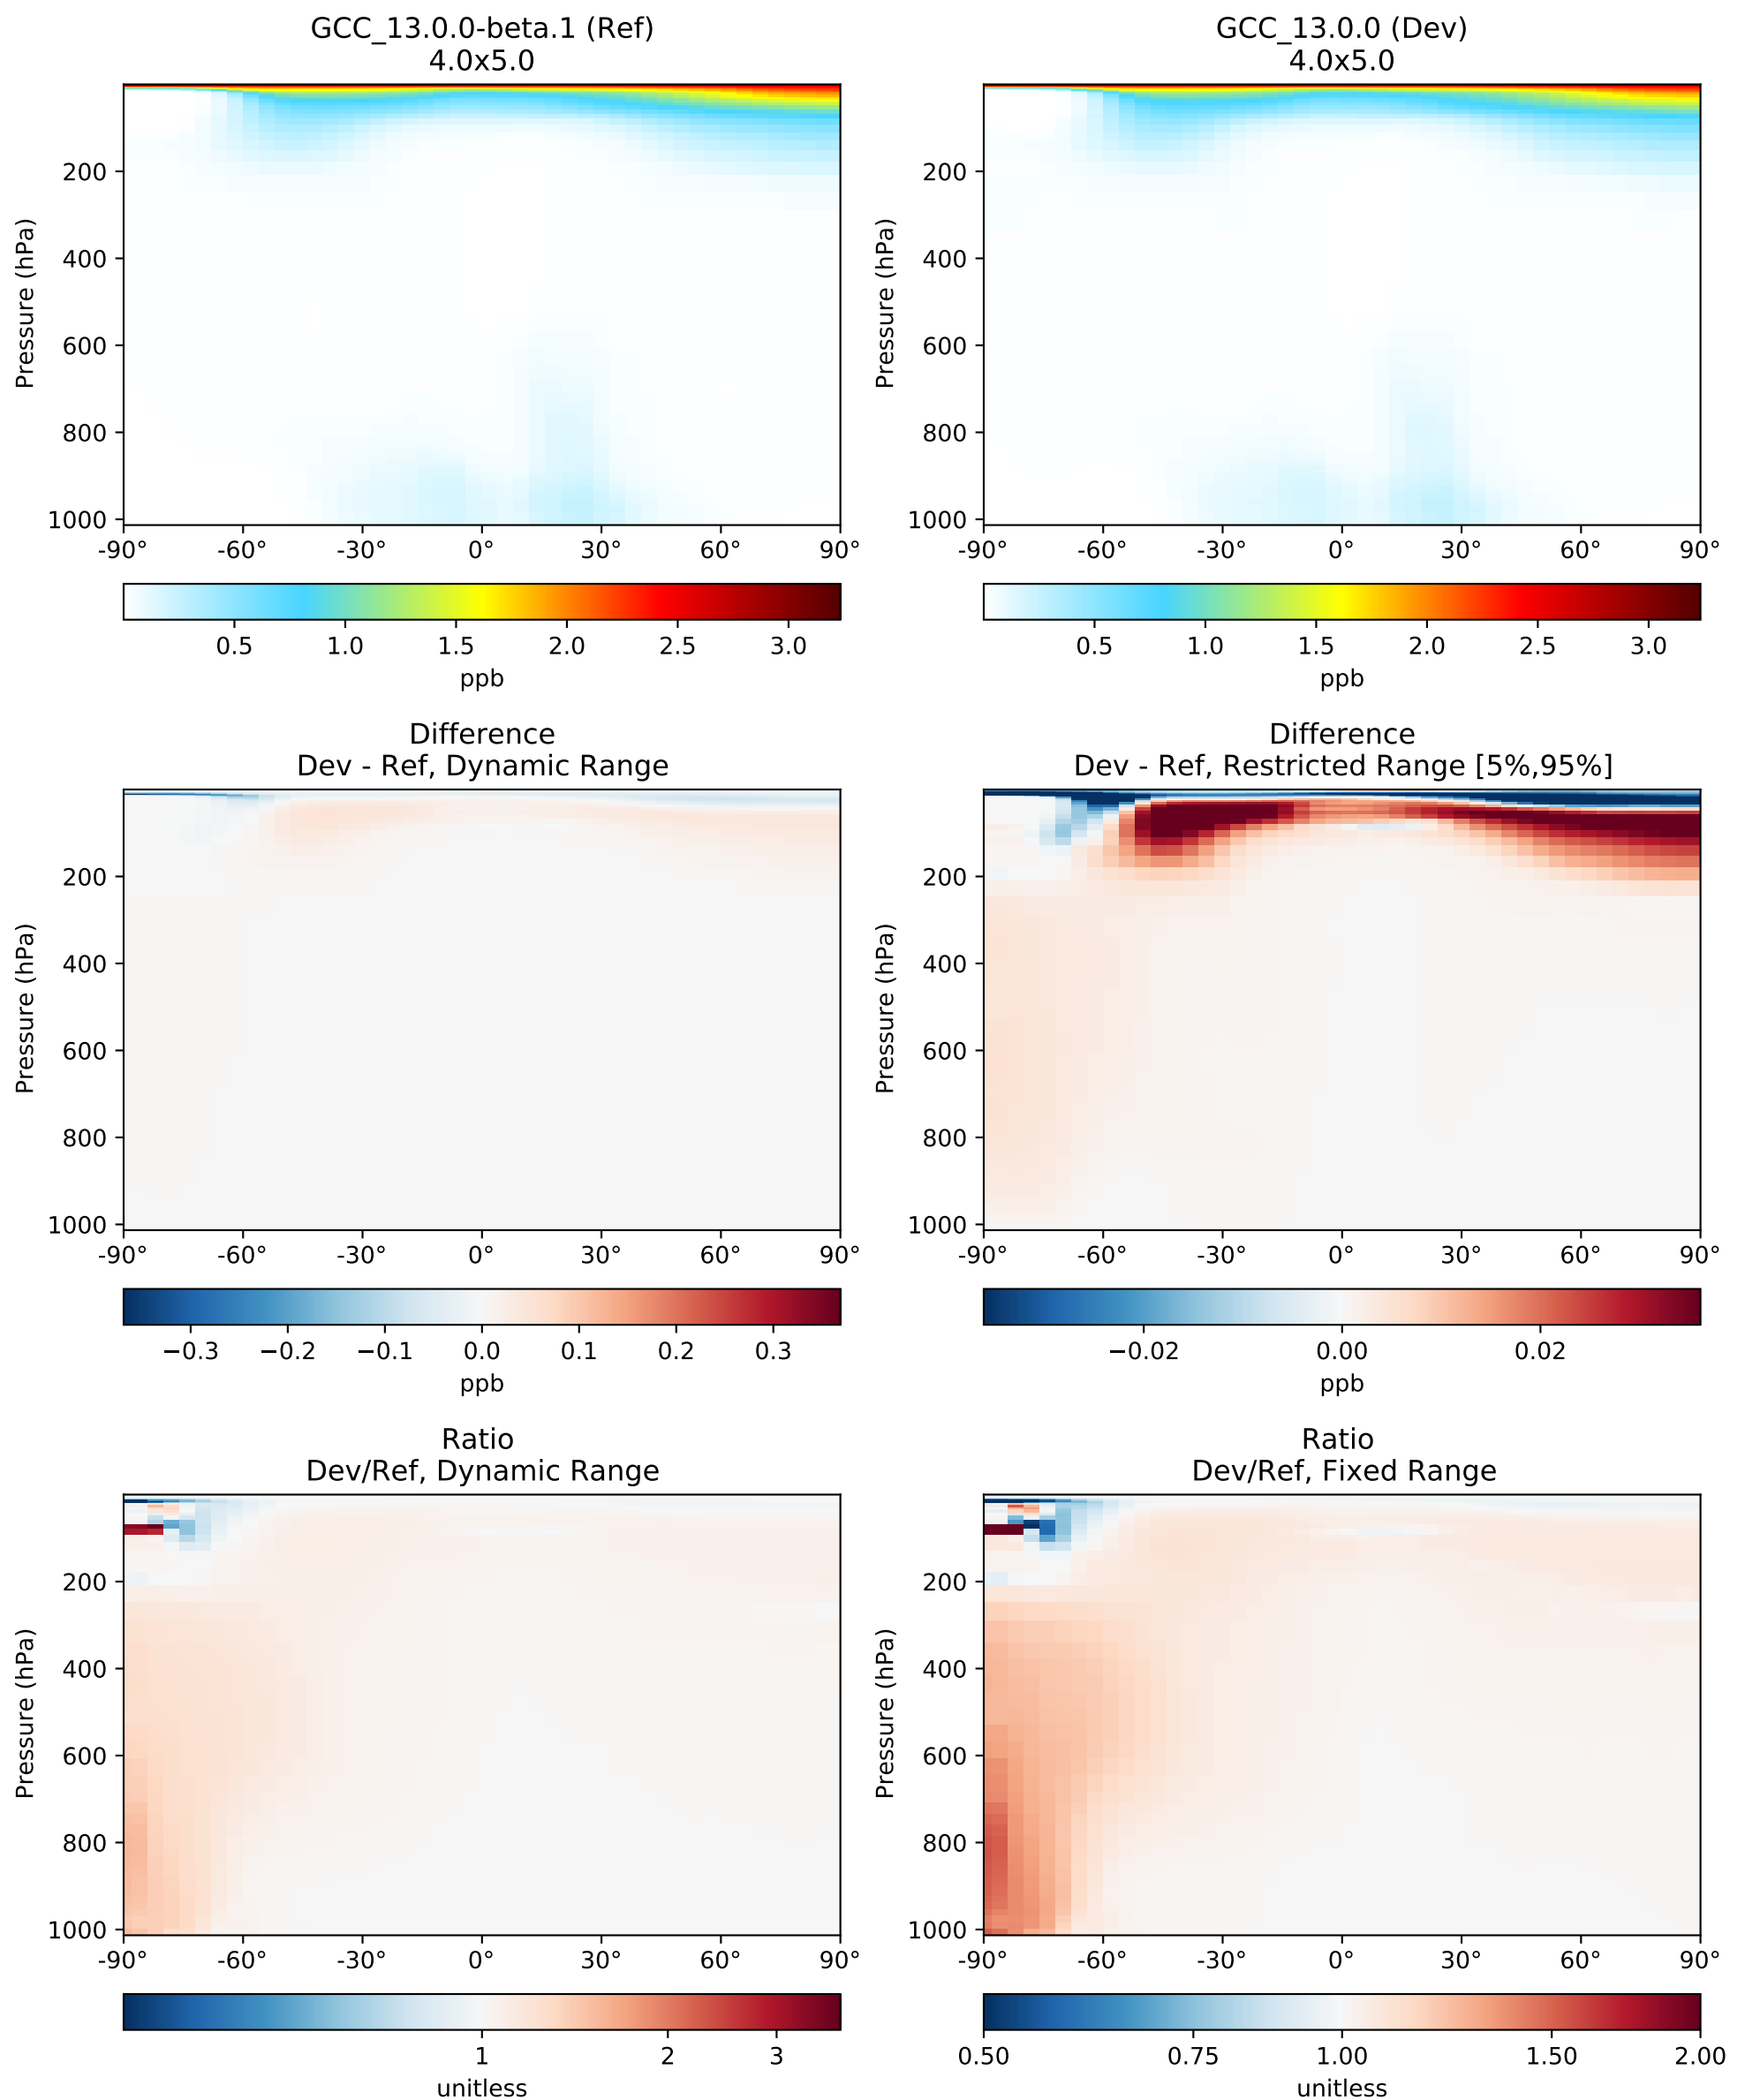 GCC_13.0.0-beta.1 (Ref)
4.0x5.0
Pressure (hPa)
200
400
600
800
1000
-90° -60° -30° 0° 30° 60° 90°
0.5 1.0 1.5 2.0 2.5 3.0
ppb
GCC_13.0.0 (Dev)
4.0x5.0
Pressure (hPa)
200
400
600
800
1000
-90° -60° -30° 0° 30° 60° 90°
0.5 1.0 1.5 2.0 2.5 3.0
ppb
Difference
Dev - Ref, Dynamic Range
Pressure (hPa)
200
400
600
800
1000
-90° -60° -30° 0° 30° 60° 90°
−0.3 −0.2 −0.1 0.0 0.1 0.2 0.3
ppb
Difference
Dev - Ref, Restricted Range [5%,95%]
Pressure (hPa)
200
400
600
800
1000
-90° -60° -30° 0° 30° 60° 90°
−0.02 0.00 0.02
ppb
Ratio
Dev/Ref, Dynamic Range
Pressure (hPa)
200
400
600
800
1000
-90° -60° -30° 0° 30° 60° 90°
1 2 3
unitless
Ratio
Dev/Ref, Fixed Range
Pressure (hPa)
200
400
600
800
1000
-90° -60° -30° 0° 30° 60° 90°
0.50 0.75 1.00 1.50 2.00
unitless